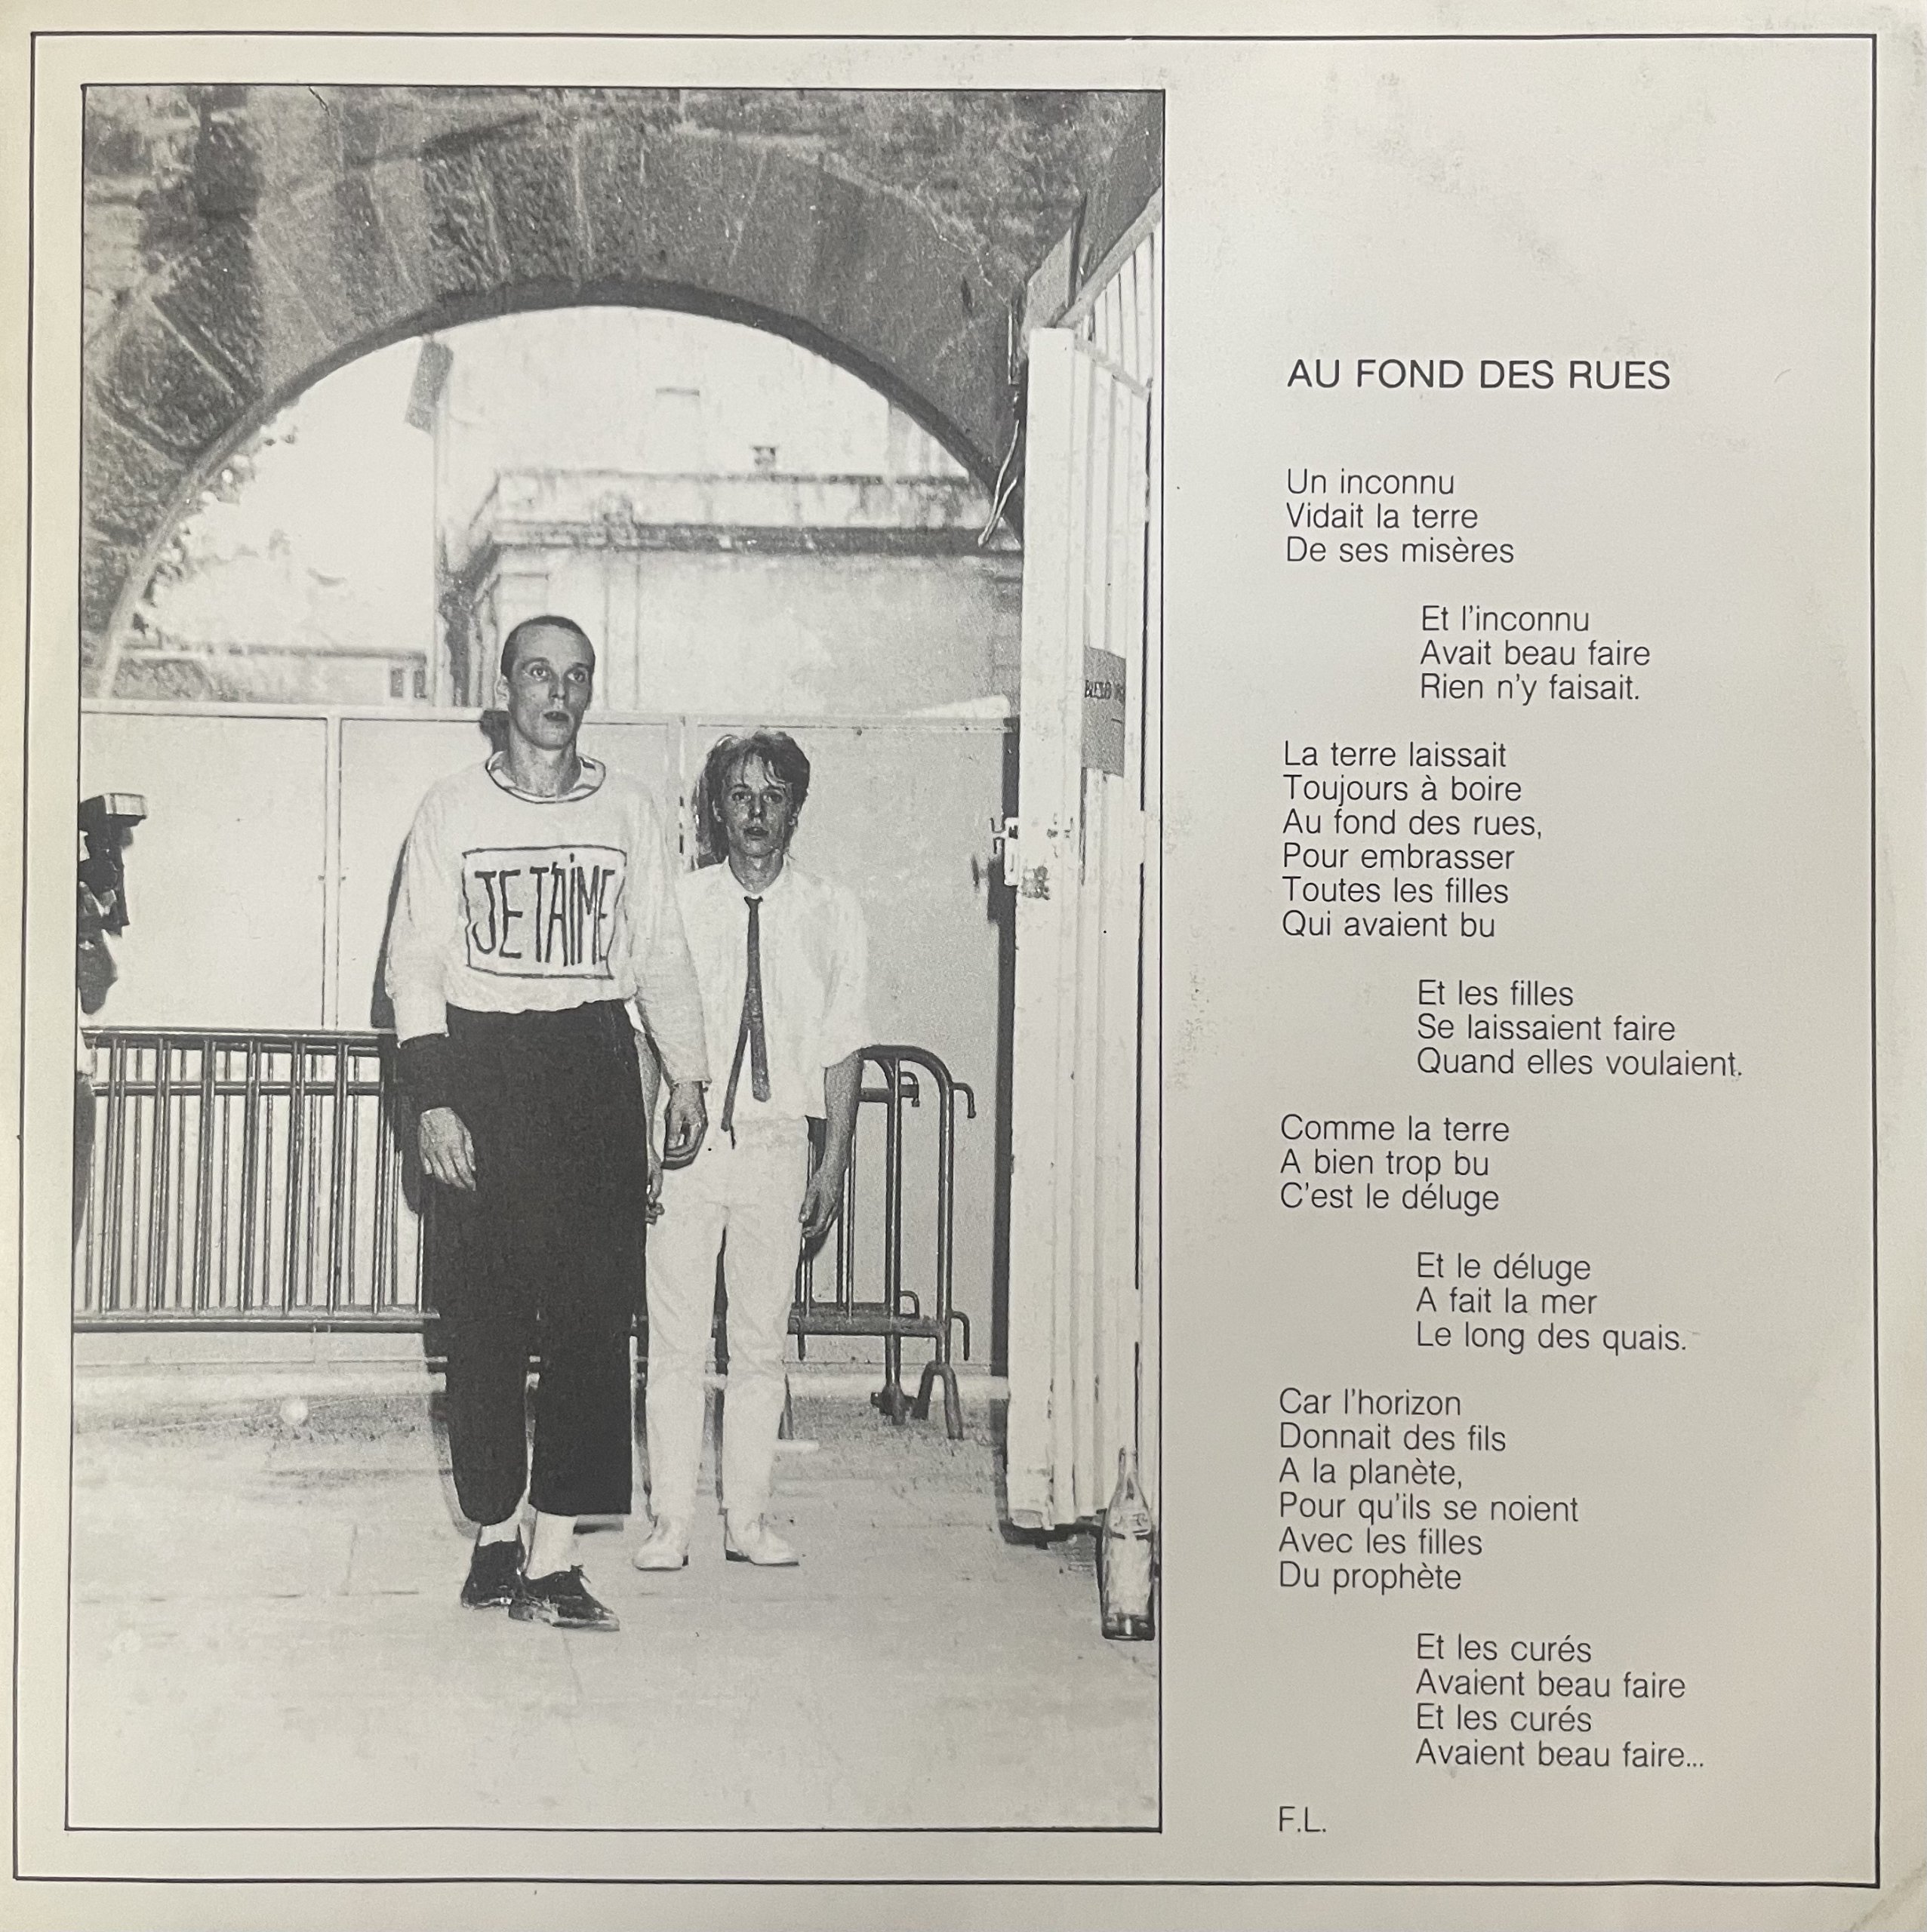 JE T'AIME
AU FOND DES RUES
Un inconnu
Vidait la terre
De ses misères
Et l'inconnu
Avait beau faire
Rien n'y faisait.
La terre laissait
Toujours à boire
Au fond des rues,
Pour embrasser
Toutes les filles
Qui avaient bu
Et les filles
Se laissaient faire
Quand elles voulaient.
Comme la terre
A bien trop bu
C'est le déluge
Et le déluge
A fait la mer
Le long des quais.
Car l'horizon
Donnait des fils
A la planète,
Pour qu'ils se noient
Avec les filles
Du prophète
Et les curés
Avaient beau faire
Et les curés
Avaient beau faire...
F.L.